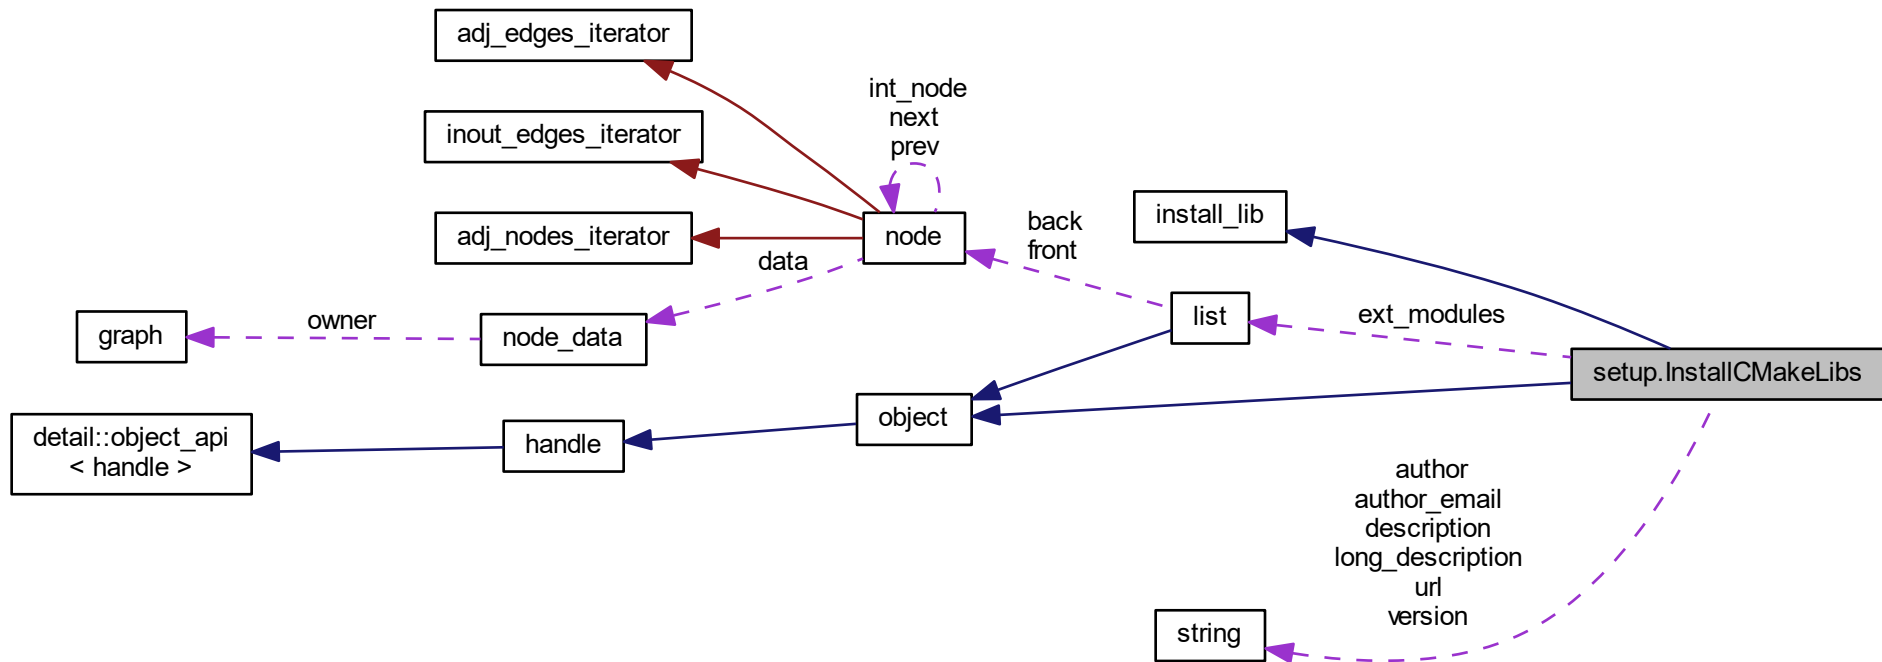 adj_edges_iterator
int_node
next
prev
inout_edges_iterator
install_lib
adj_nodes_iterator
node
back
front
data
graph
owner
node_data
list
ext_modules
setup.InstallCMakeLibs
object
detail::object_api
< handle >
handle
author
author_email
description
long_description
url
version
string